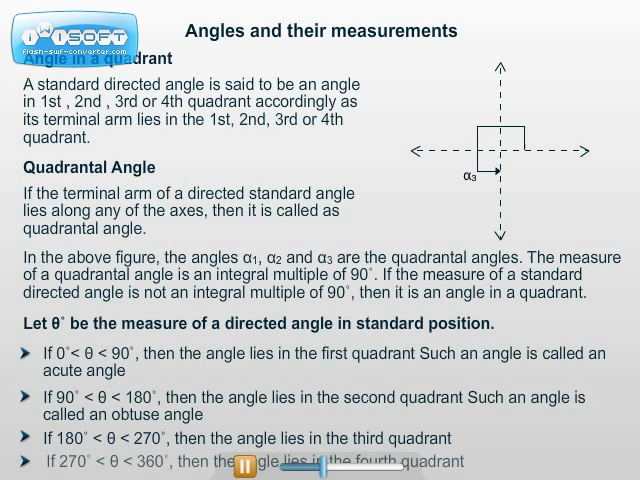 Angles and their measurements
iWiSOFT
flash-swf-converter.com
Angle in a quadrant
A standard directed angle is said to be an angle
in 1st , 2nd , 3rd or 4th quadrant accordingly as
its terminal arm lies in the 1st, 2nd, 3rd or 4th
quadrant.
Quadrantal Angle
If the terminal arm of a directed standard angle
lies along any of the axes, then it is called as
quadrantal angle.
α₃
In the above figure, the angles α₁, α₂ and α₃ are the quadrantal angles. The measure
of a quadrantal angle is an integral multiple of 90˚. If the measure of a standard
directed angle is not an integral multiple of 90˚, then it is an angle in a quadrant.
Let θ˚ be the measure of a directed angle in standard position.
If 0˚< θ < 90˚, then the angle lies in the first quadrant Such an angle is called an
acute angle
If 90˚ < θ < 180˚, then the angle lies in the second quadrant Such an angle is
called an obtuse angle
If 180˚ < θ < 270˚, then the angle lies in the third quadrant
If 270˚ < θ < 360˚, then the angle lies in the fourth quadrant